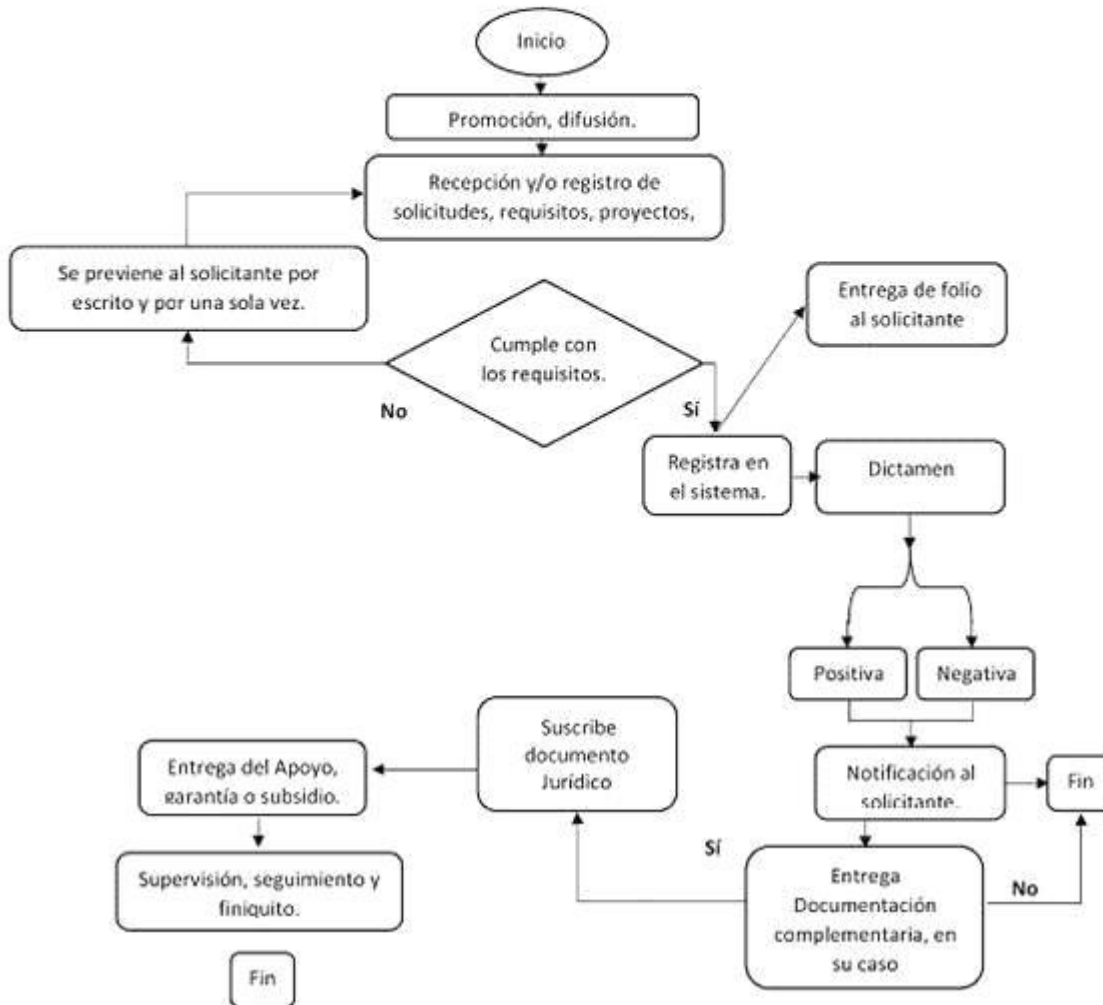 Inicio
Promoción, difusión.
Recepción y/o registro de
solicitudes, requisitos, proyectos,
Se previene al solicitante por
escrito y por una sola vez.
Entrega de folio
al solicitante
Cumple con
los requisitos.
No
Sí
Registra en
el sistema.
Dictamen
Positiva
Negativa
Suscribe
documento
Jurídico
Entrega del Apoyo,
garantía o subsidio.
Notificación al
solicitante.
Fin
Supervisión, seguimiento y
finiquito.
Sí
Entrega
Documentación
complementaria, en
su caso
No
Fin